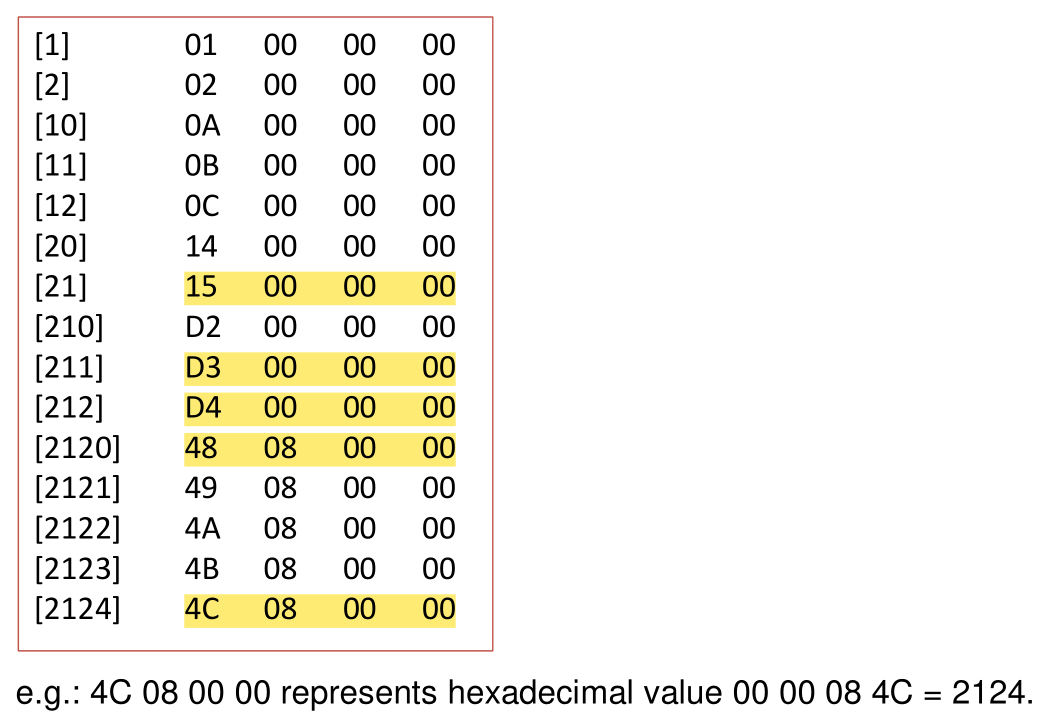 [1] 01 00 00 00
[2] 02 00 00 00
[10] 0A 00 00 00
[11] 0B 00 00 00
[12] 0C 00 00 00
[20] 14 00 00 00
[21] 15 00 00 00
[210] D2 00 00 00
[211] D3 00 00 00
[212] D4 00 00 00
[2120] 48 08 00 00
[2121] 49 08 00 00
[2122] 4A 08 00 00
[2123] 4B 08 00 00
[2124] 4C 08 00 00
e.g.: 4C 08 00 00 represents hexadecimal value 00 00 08 4C = 2124.